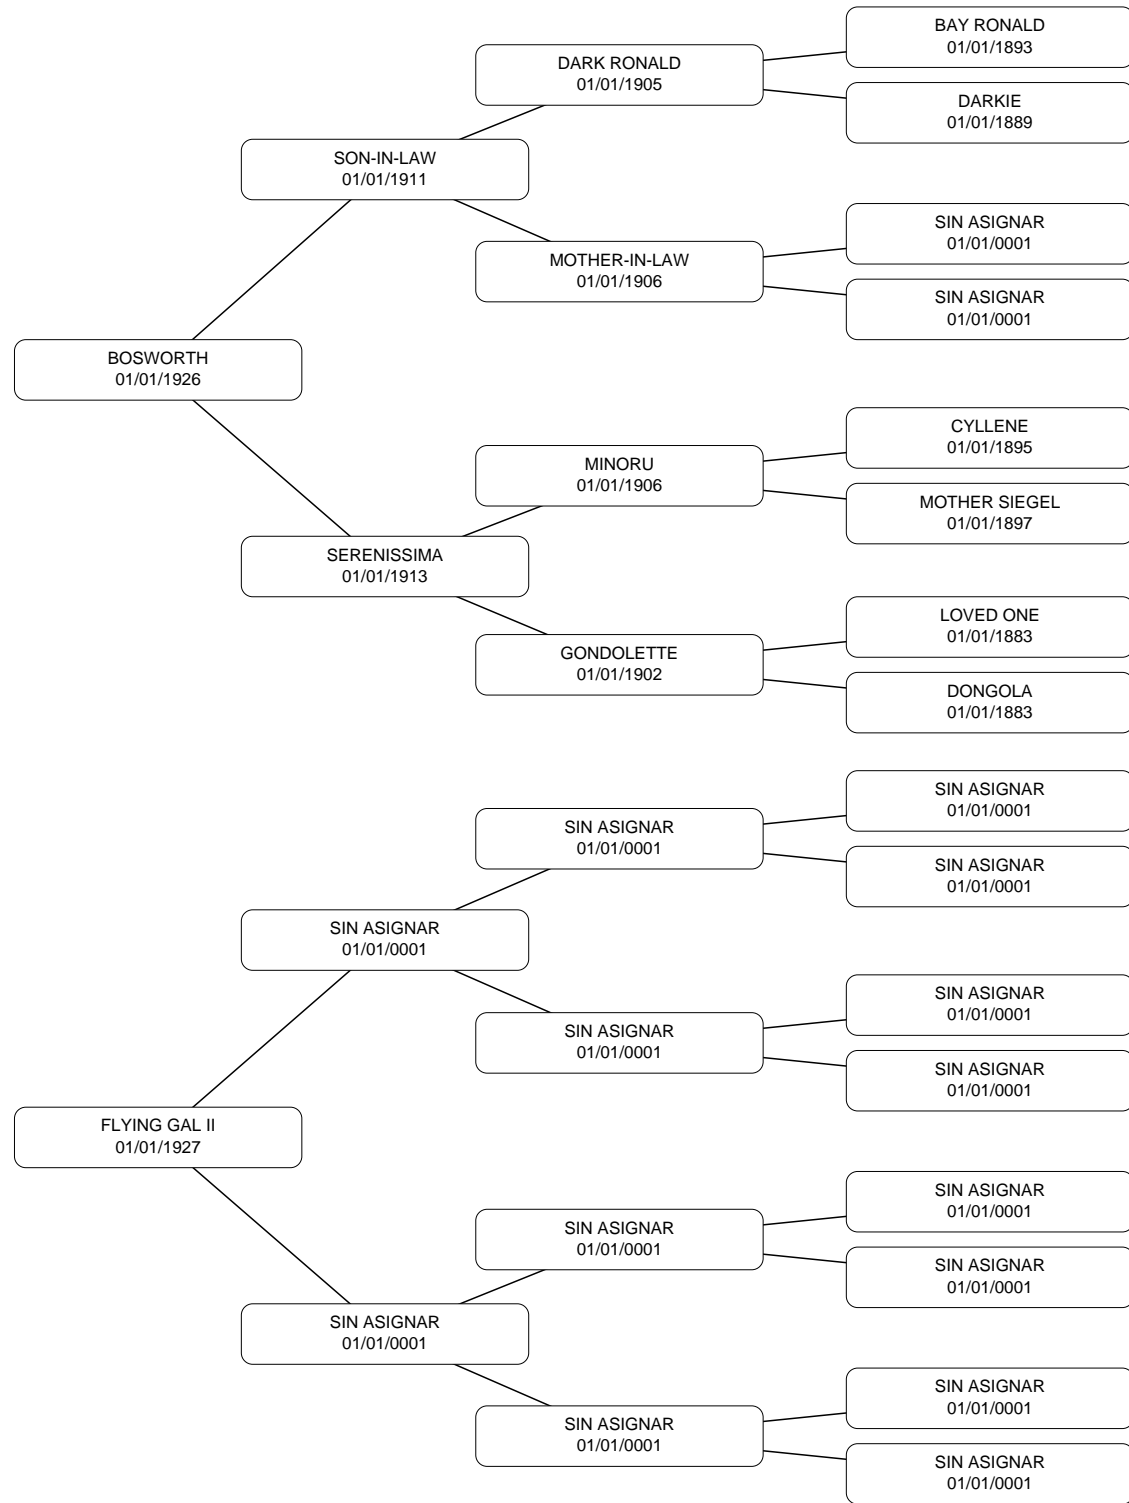 BAY RONALD
01/01/1893
DARK RONALD
01/01/1905
DARKIE
01/01/1889
SON-IN-LAW
01/01/1911
SIN ASIGNAR
01/01/0001
MOTHER-IN-LAW
01/01/1906
SIN ASIGNAR
01/01/0001
BOSWORTH
01/01/1926
CYLLENE
01/01/1895
MINORU
01/01/1906
MOTHER SIEGEL
01/01/1897
SERENISSIMA
01/01/1913
LOVED ONE
01/01/1883
GONDOLETTE
01/01/1902
DONGOLA
01/01/1883
SIN ASIGNAR
01/01/0001
SIN ASIGNAR
01/01/0001
SIN ASIGNAR
01/01/0001
SIN ASIGNAR
01/01/0001
SIN ASIGNAR
01/01/0001
SIN ASIGNAR
01/01/0001
SIN ASIGNAR
01/01/0001
FLYING GAL II
01/01/1927
SIN ASIGNAR
01/01/0001
SIN ASIGNAR
01/01/0001
SIN ASIGNAR
01/01/0001
SIN ASIGNAR
01/01/0001
SIN ASIGNAR
01/01/0001
SIN ASIGNAR
01/01/0001
SIN ASIGNAR
01/01/0001